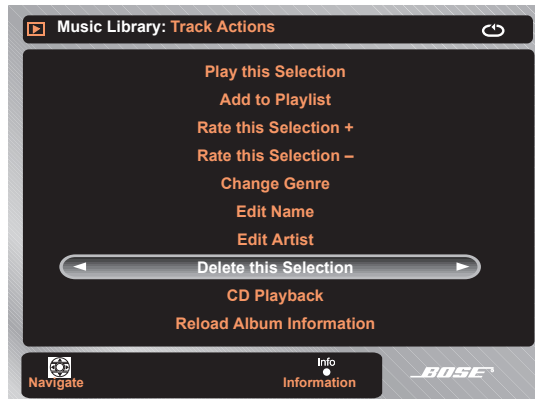 Music Library: Track Actions
Play this Selection
Add to Playlist
Rate this Selection +
Rate this Selection –
Change Genre
Edit Name
Edit Artist
Delete this Selection
CD Playback
Reload Album Information
Navigate
Info
Information
BOSE